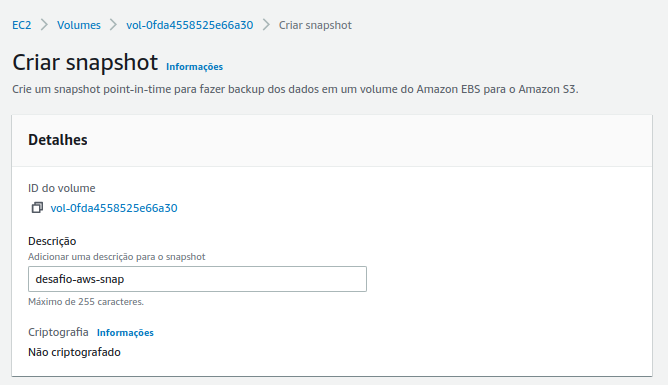 EC2 > Volumes > vol-0fda4558525e66a30 > Criar snapshot
Criar snapshot Informações
Crie um snapshot point-in-time para fazer backup dos dados em um volume do Amazon EBS para o Amazon S3.
Detalhes
ID do volume
vol-0fda4558525e66a30
Descrição
Adicionar uma descrição para o snapshot
desafio-aws-snap
Máximo de 255 caracteres.
Criptografia Informações
Não criptografado